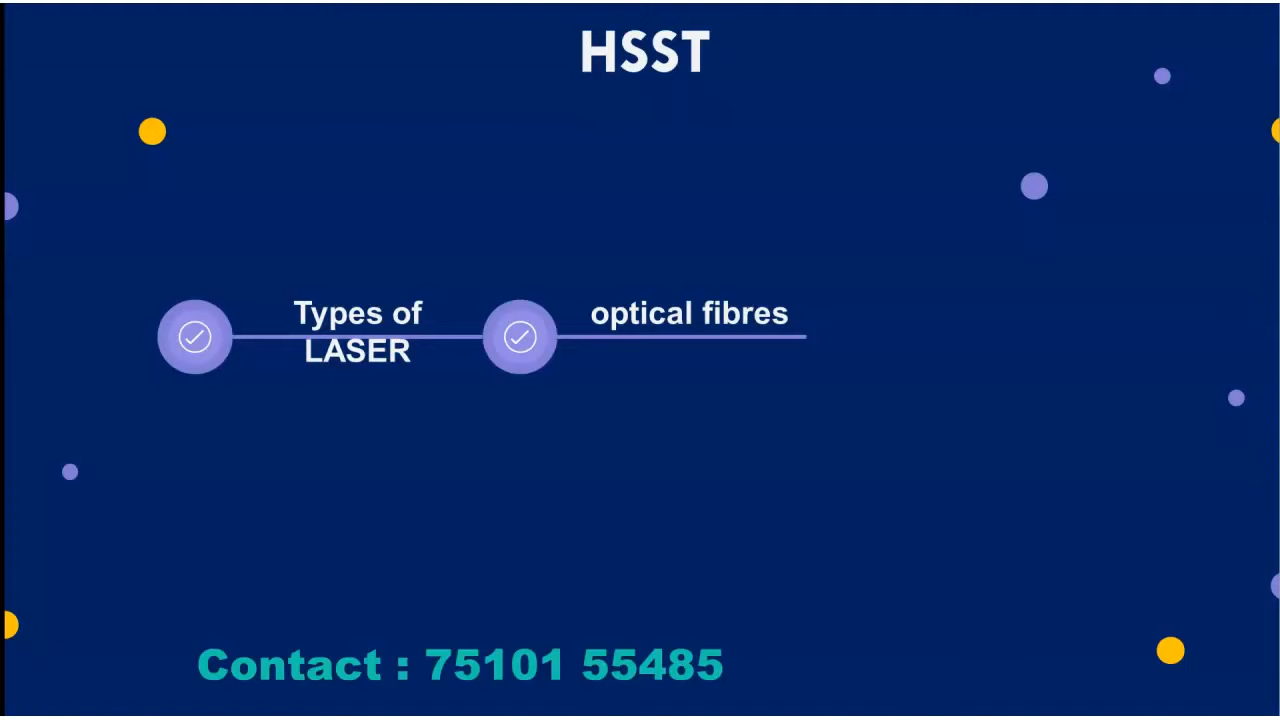 HSST
Types of
LASER
optical fibres
Contact : 75101 55485